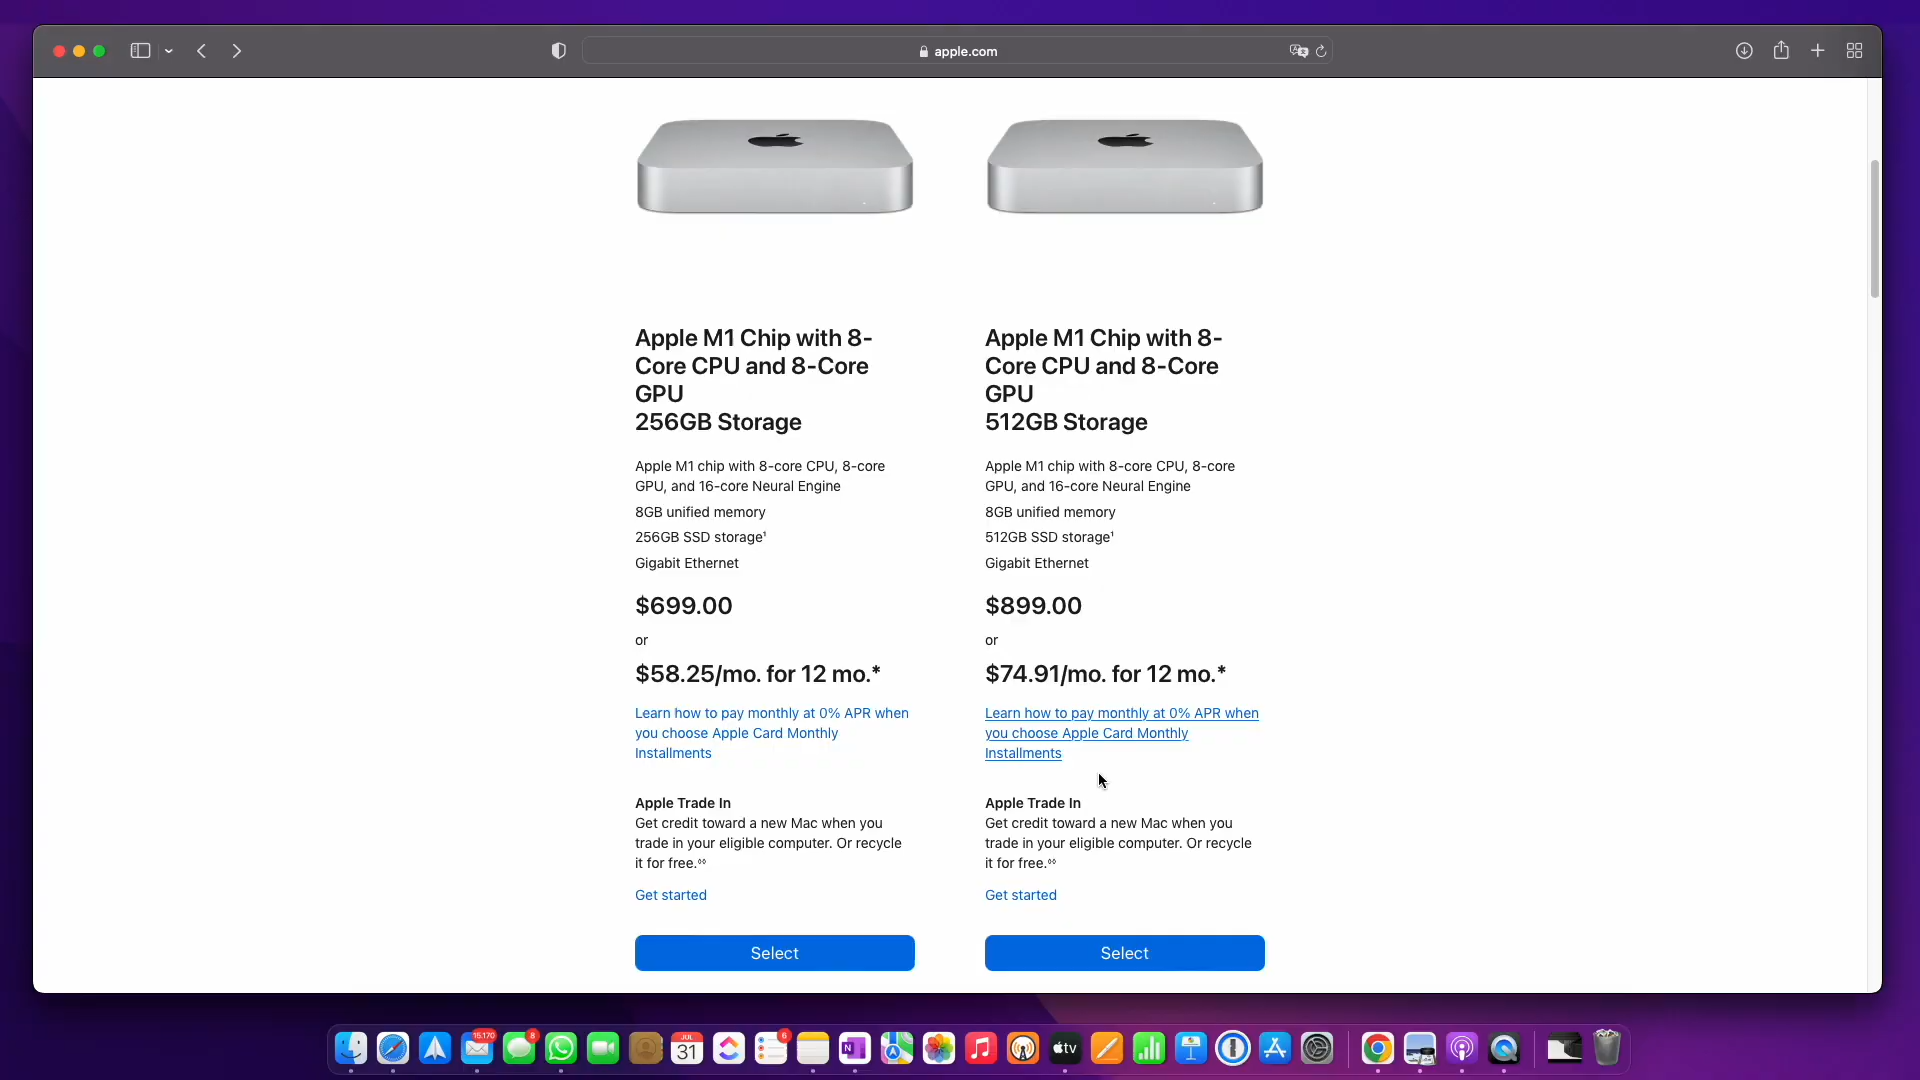 apple.com
Apple M1 Chip with 8-
Core CPU and 8-Core
GPU
256GB Storage
Apple M1 chip with 8-core CPU, 8-core
GPU, and 16-core Neural Engine
8GB unified memory
256GB SSD storage¹
Gigabit Ethernet
$699.00
or
$58.25/mo. for 12 mo.*
Learn how to pay monthly at 0% APR when
you choose Apple Card Monthly
Installments
Apple Trade In
Get credit toward a new Mac when you
trade in your eligible computer. Or recycle
it for free.◊◊
Get started
Select
Apple M1 Chip with 8-
Core CPU and 8-Core
GPU
512GB Storage
Apple M1 chip with 8-core CPU, 8-core
GPU, and 16-core Neural Engine
8GB unified memory
512GB SSD storage¹
Gigabit Ethernet
$899.00
or
$74.91/mo. for 12 mo.*
Learn how to pay monthly at 0% APR when
you choose Apple Card Monthly
Installments
Apple Trade In
Get credit toward a new Mac when you
trade in your eligible computer. Or recycle
it for free.◊◊
Get started
Select
15.170
8
JUL
31
6
N
tv